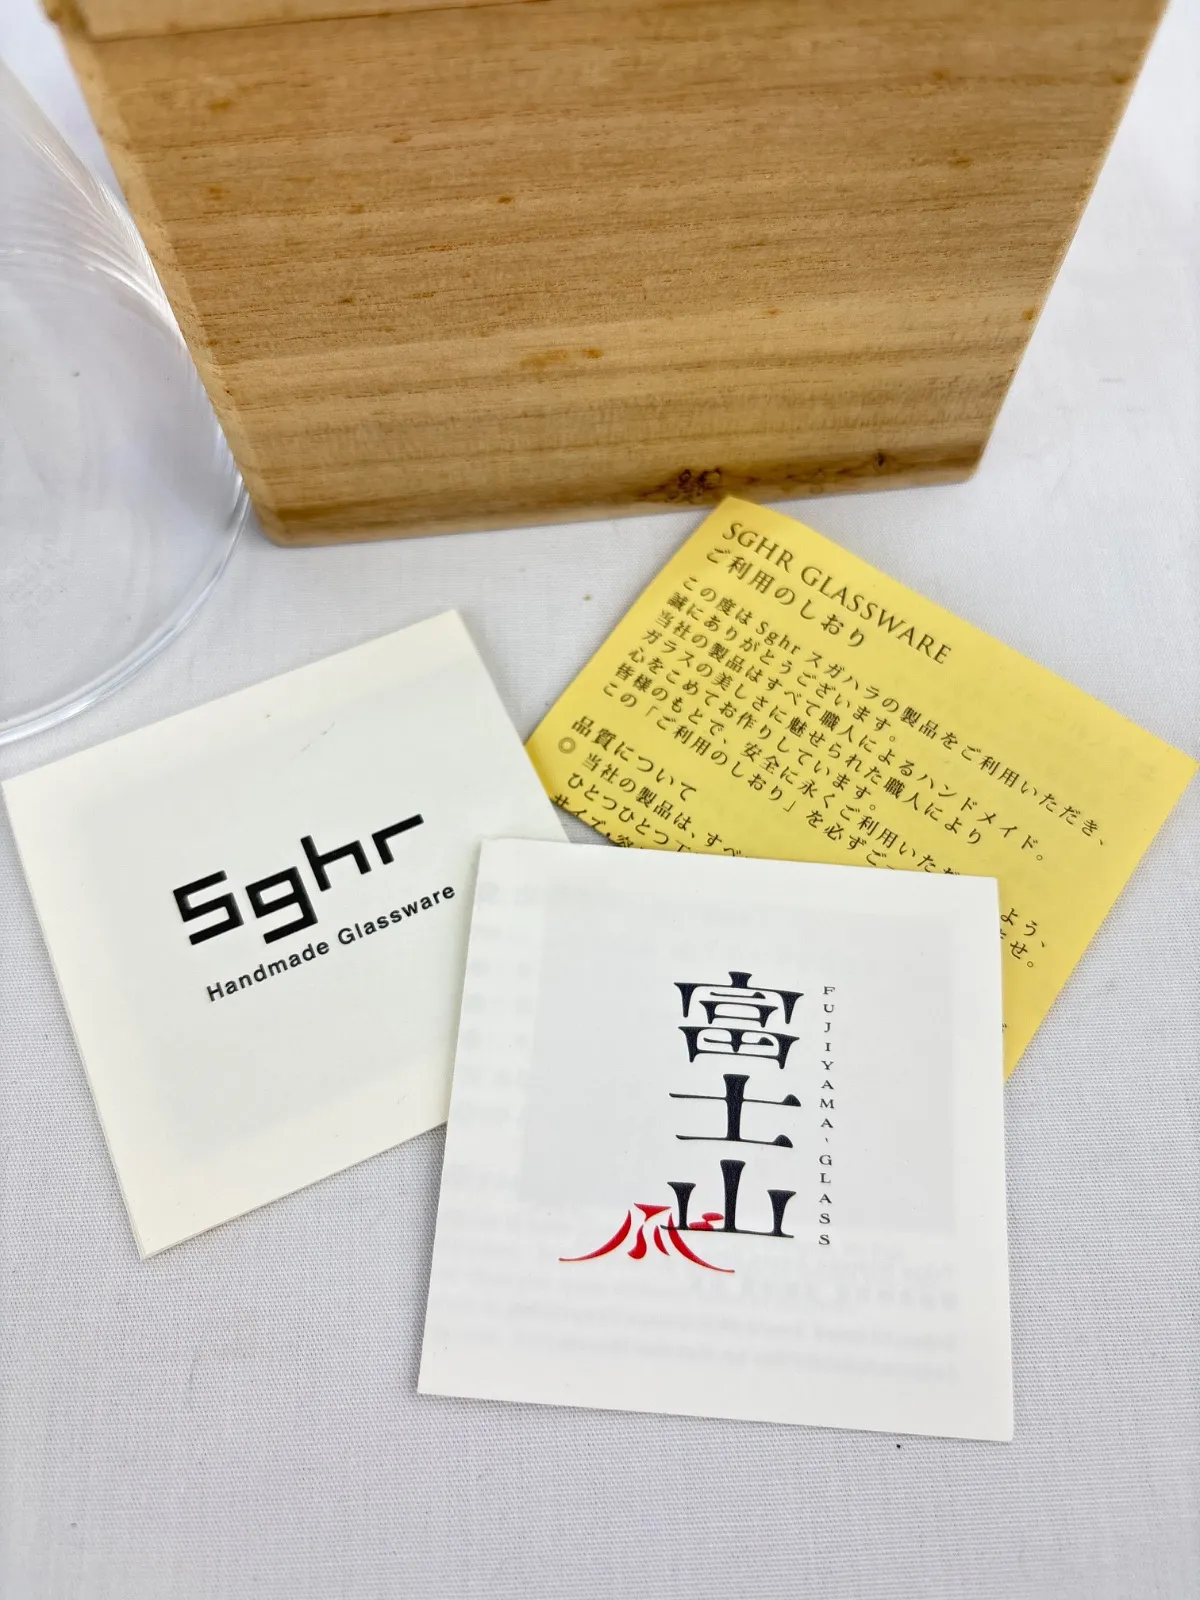 SGHR GLASSWARE
ご利用のしおり
この度は Sghr スガハラの製品をご利用いただき、
誠にありがとうございます。
当社の製品はすべて職人によるハンドメイド。
ガラスの美しさに魅せられた職人により
心をこめてお作りしています。
皆様のもとで、安全に永くご利用いただ
よう、
この「ご利用のしおり」を必ずご
せ。
品質について
◎ 当社の製品は、すべ
ひとつひとつ
サイズ・
Sghr
Handmade Glassware
富士山
FUJIYAMA GLASS